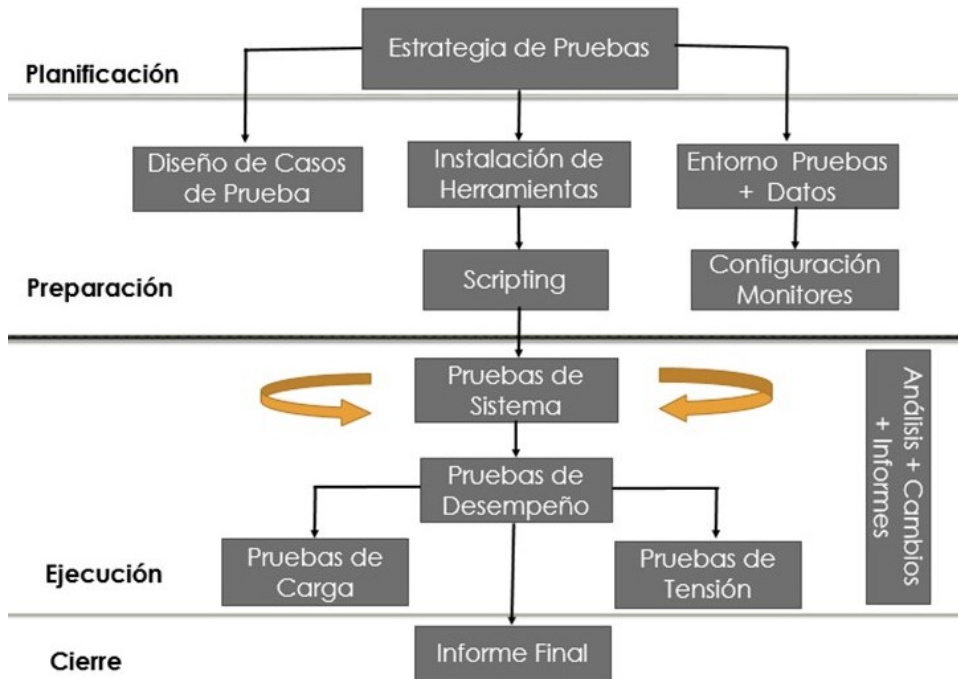 Estrategia de Pruebas
Planificación
Diseño de Casos
de Prueba
Instalación de
Herramientas
Entorno Pruebas
+ Datos
Scripting
Configuración
Monitores
Preparación
Pruebas de
Sistema
Análisis + Cambios
+ Informes
Pruebas de
Desempeño
Pruebas de
Carga
Pruebas de
Tensión
Ejecución
Informe Final
Cierre